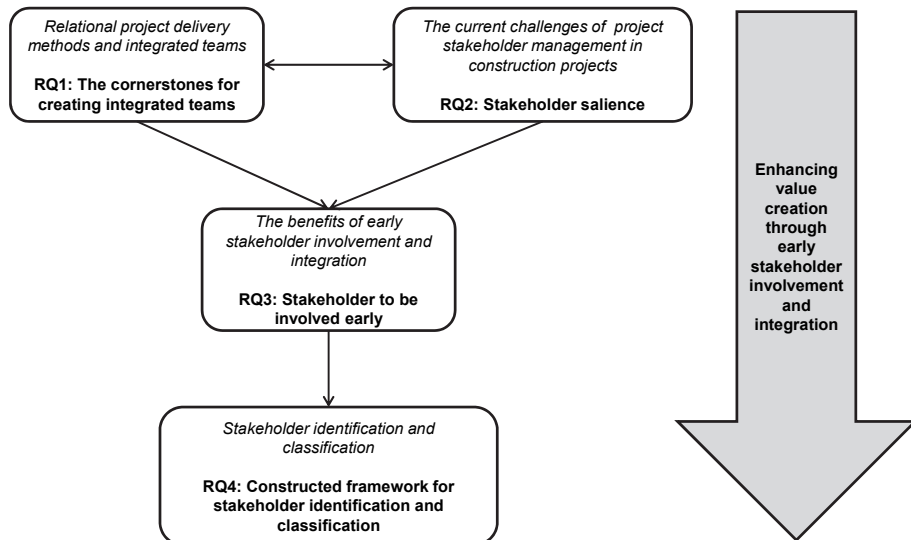 Relational project delivery
methods and integrated teams
RQ1: The cornerstones for
creating integrated teams
The current challenges of project
stakeholder management in
construction projects
RQ2: Stakeholder salience
The benefits of early
stakeholder involvement and
integration
RQ3: Stakeholder to be
involved early
Stakeholder identification and
classification
RQ4: Constructed framework for
stakeholder identification and
classification
Enhancing
value
creation
through
early
stakeholder
involvement
and
integration